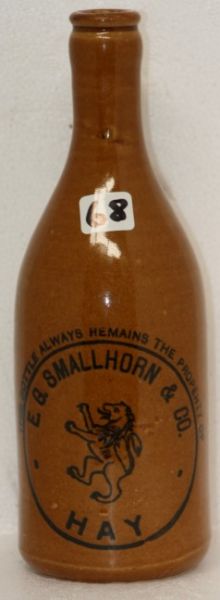 68
THIS BOTTLE ALWAYS REMAINS THE PROPERTY OF
E. G. SMALLHORN & CO.
HAY